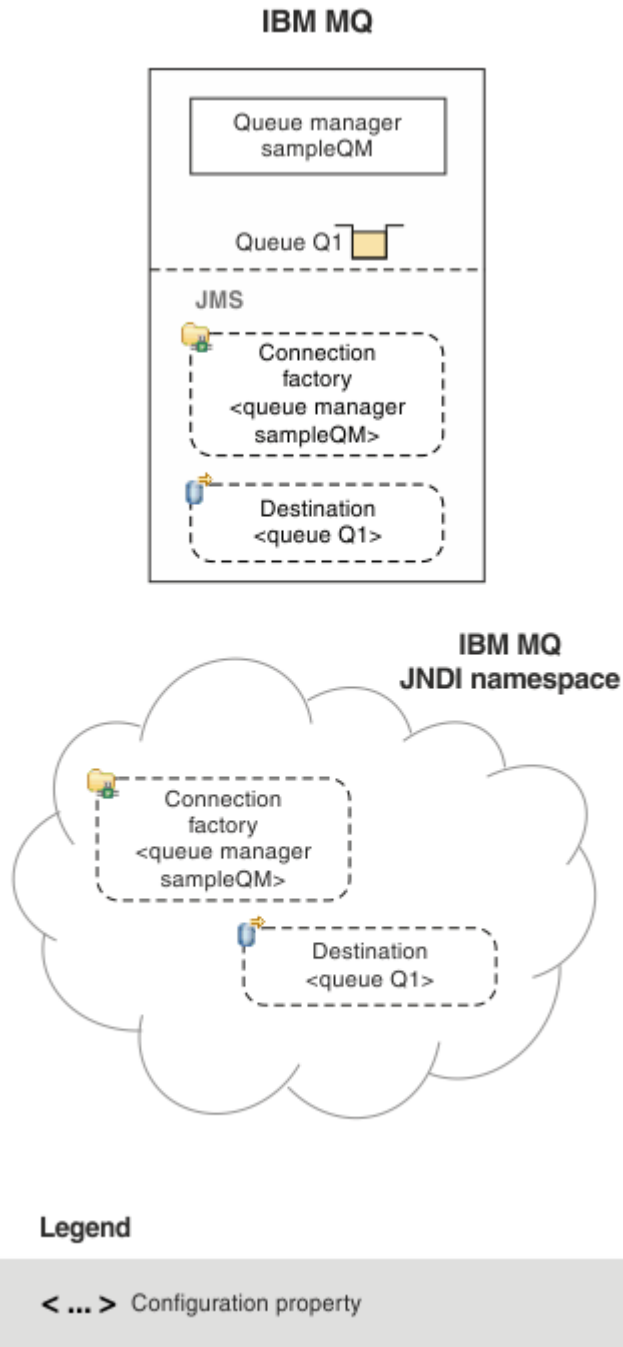 IBM MQ
Queue manager
sampleQM
Queue Q1
JMS
Connection
factory
<queue manager
sampleQM>
Destination
<queue Q1>
IBM MQ
JNDI namespace
Connection
factory
<queue manager
sampleQM>
Destination
<queue Q1>
Legend
< ... > Configuration property